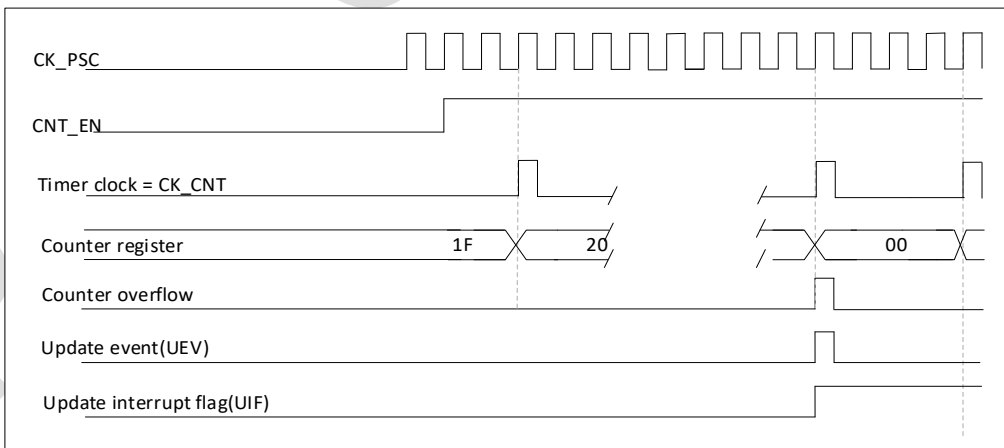 CK_PSC
CNT_EN
Timer clock = CK_CNT
Counter register 1F 20 00
Counter overflow
Update event(UEV)
Update interrupt flag(UIF)